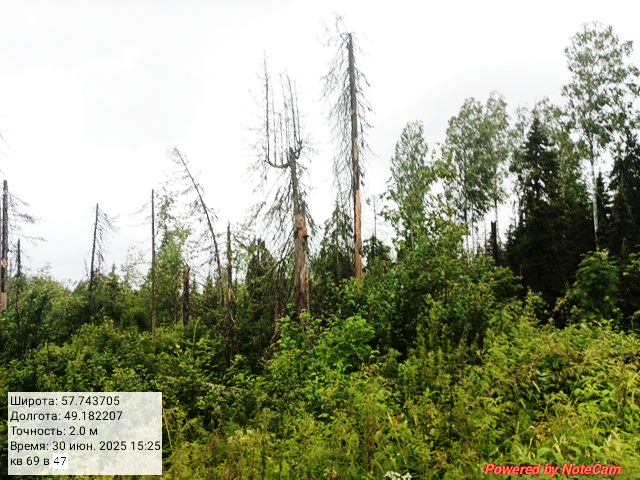 Широта: 57.743705
Долгота: 49.182207
Точность: 2.0 м
Время: 30 июн. 2025 15:25
кв 69 в 47
Powered by NoteCam